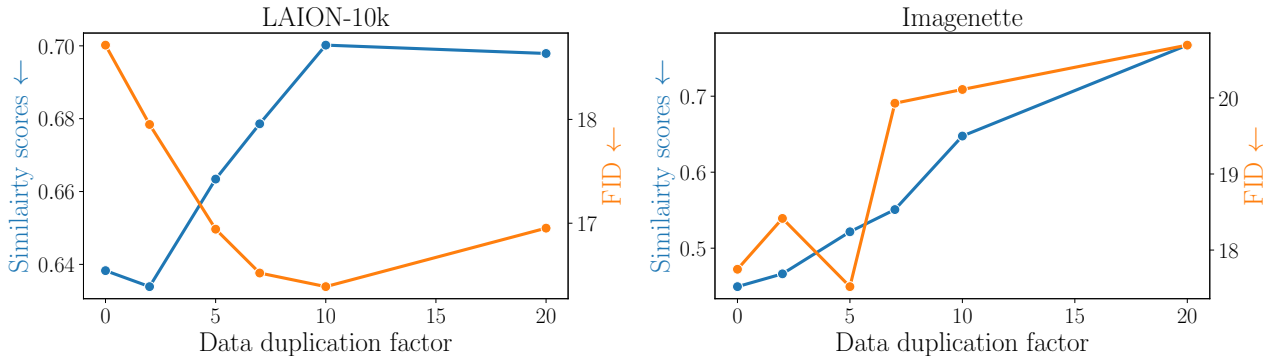 LAION-10k
Similairty scores ←
0.70
0.68
0.66
0.64
0
5
10
15
20
Data duplication factor
18
17
FID ←
Imagenette
Similairty scores ←
0.7
0.6
0.5
0
5
10
15
20
Data duplication factor
20
19
18
FID ←